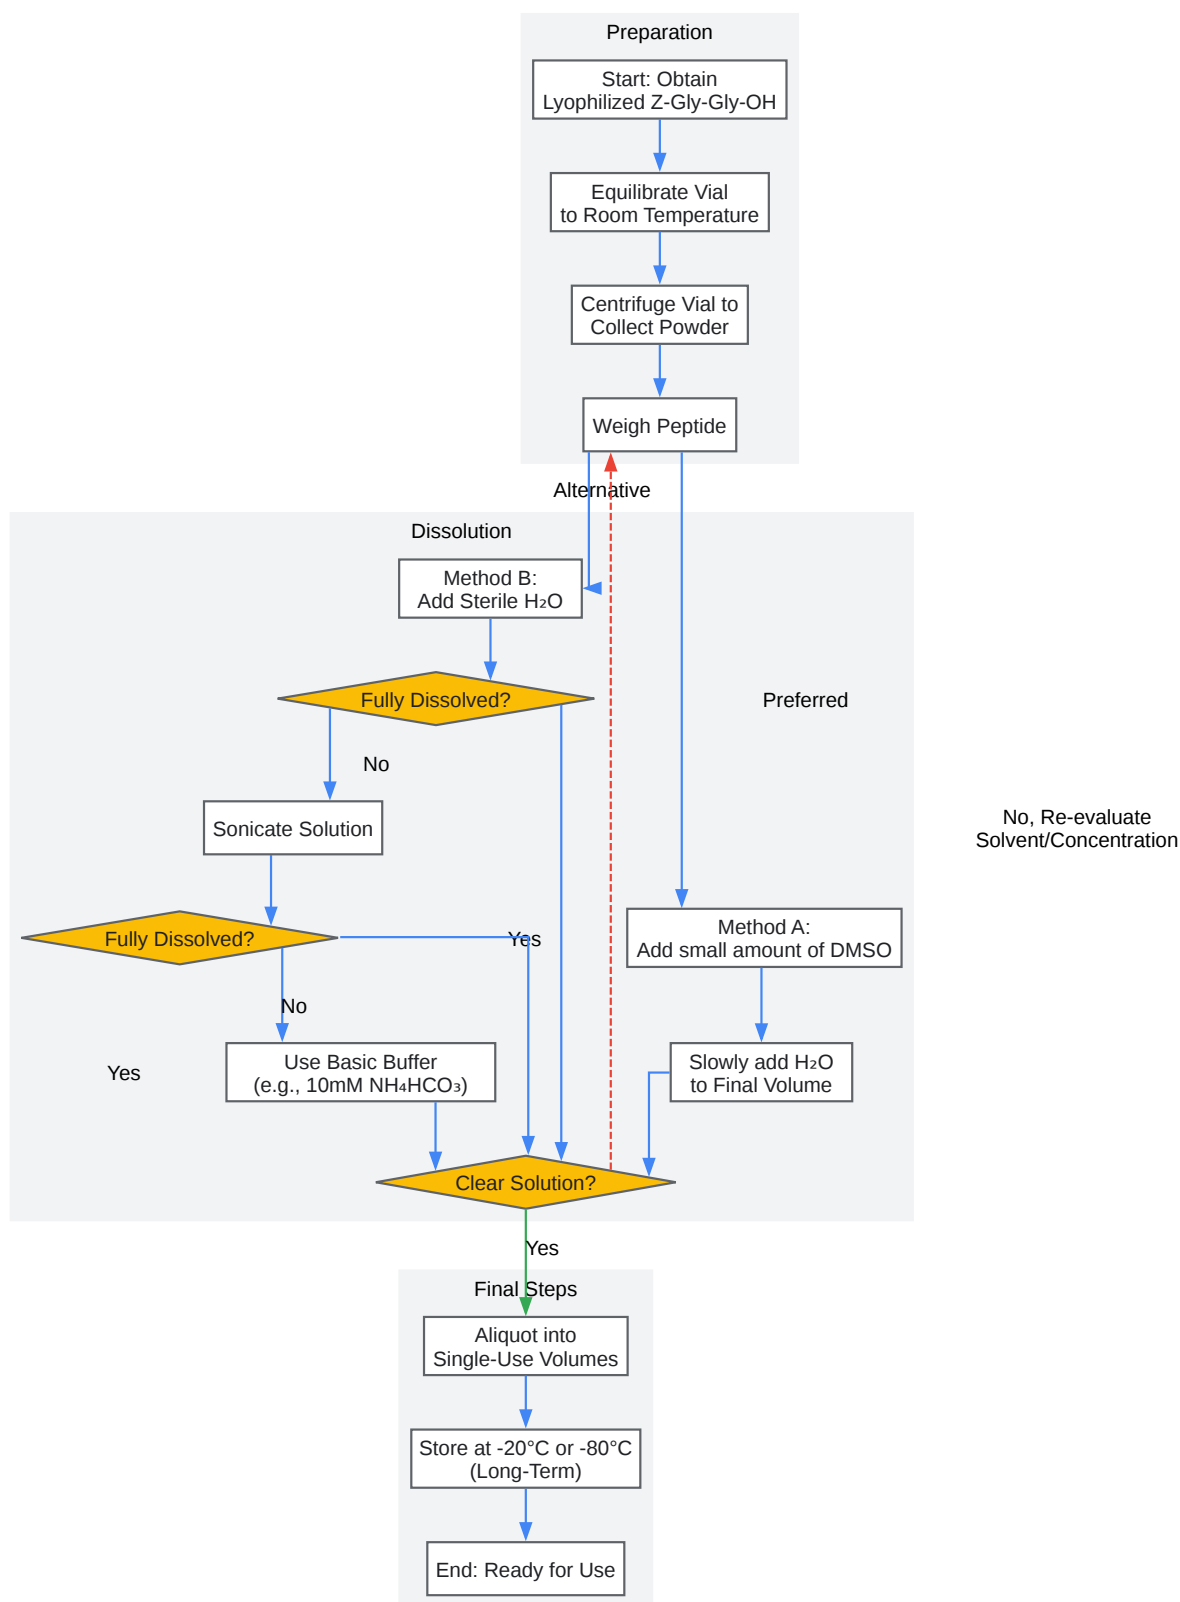 Preparation
Start: Obtain
Lyophilized Z-Gly-Gly-OH
Equilibrate Vial
to Room Temperature
Centrifuge Vial to
Collect Powder
Weigh Peptide
Alternative
Dissolution
Method B:
Add Sterile H₂O
Fully Dissolved?
Preferred
No
Sonicate Solution
No, Re-evaluate
Solvent/Concentration
Fully Dissolved?
Yes
Method A:
Add small amount of DMSO
No
Yes
Use Basic Buffer
(e.g., 10mM NH₄HCO₃)
Slowly add H₂O
to Final Volume
Clear Solution?
Yes
Final Steps
Aliquot into
Single-Use Volumes
Store at -20°C or -80°C
(Long-Term)
End: Ready for Use